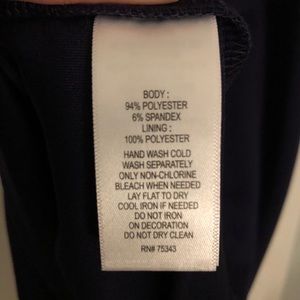 BODY :
94% POLYESTER
6% SPANDEX
LINING :
100% POLYESTER
HAND WASH COLD
WASH SEPARATELY
ONLY NON-CHLORINE
BLEACH WHEN NEEDED
LAY FLAT TO DRY
COOL IRON IF NEEDED
DO NOT IRON
ON DECORATION
DO NOT DRY CLEAN
RN# 75343